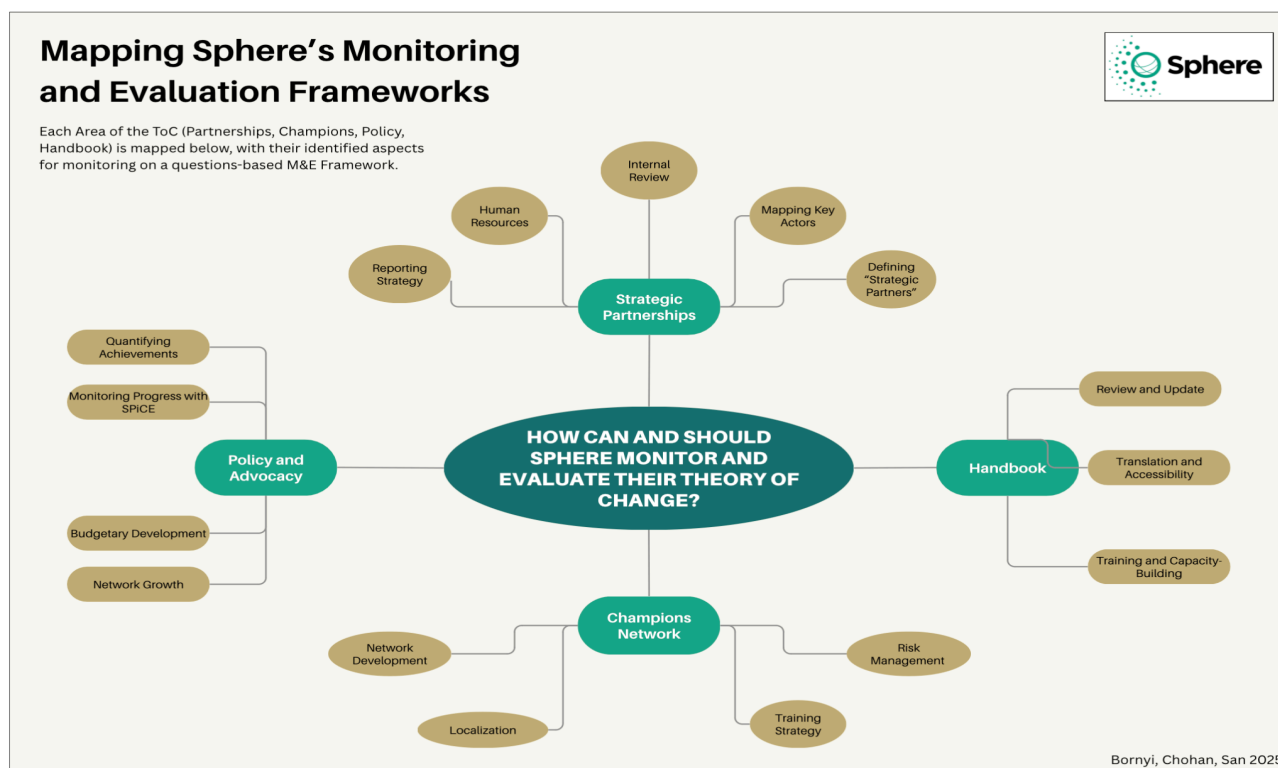 Mapping Sphere's Monitoring
and Evaluation Frameworks
Sphere
Each Area of the ToC (Partnerships, Champions, Policy,
Handbook) is mapped below, with their identified aspects
for monitoring on a questions-based M&E Framework.
Internal
Review
Human
Resources
Mapping Key
Actors
Reporting
Strategy
Defining
“Strategic
Partners”
Strategic
Partnerships
Quantifying
Achievements
Monitoring Progress with
SPiCE
Policy and
Advocacy
Budgetary Development
Network Growth
HOW CAN AND SHOULD
SPHERE MONITOR AND
EVALUATE THEIR THEORY OF
CHANGE?
Handbook
Review and Update
Translation and
Accessibility
Training and Capacity-
Building
Champions
Network
Network
Development
Localization
Risk
Management
Training
Strategy
Bornyi, Chohan, San 2025